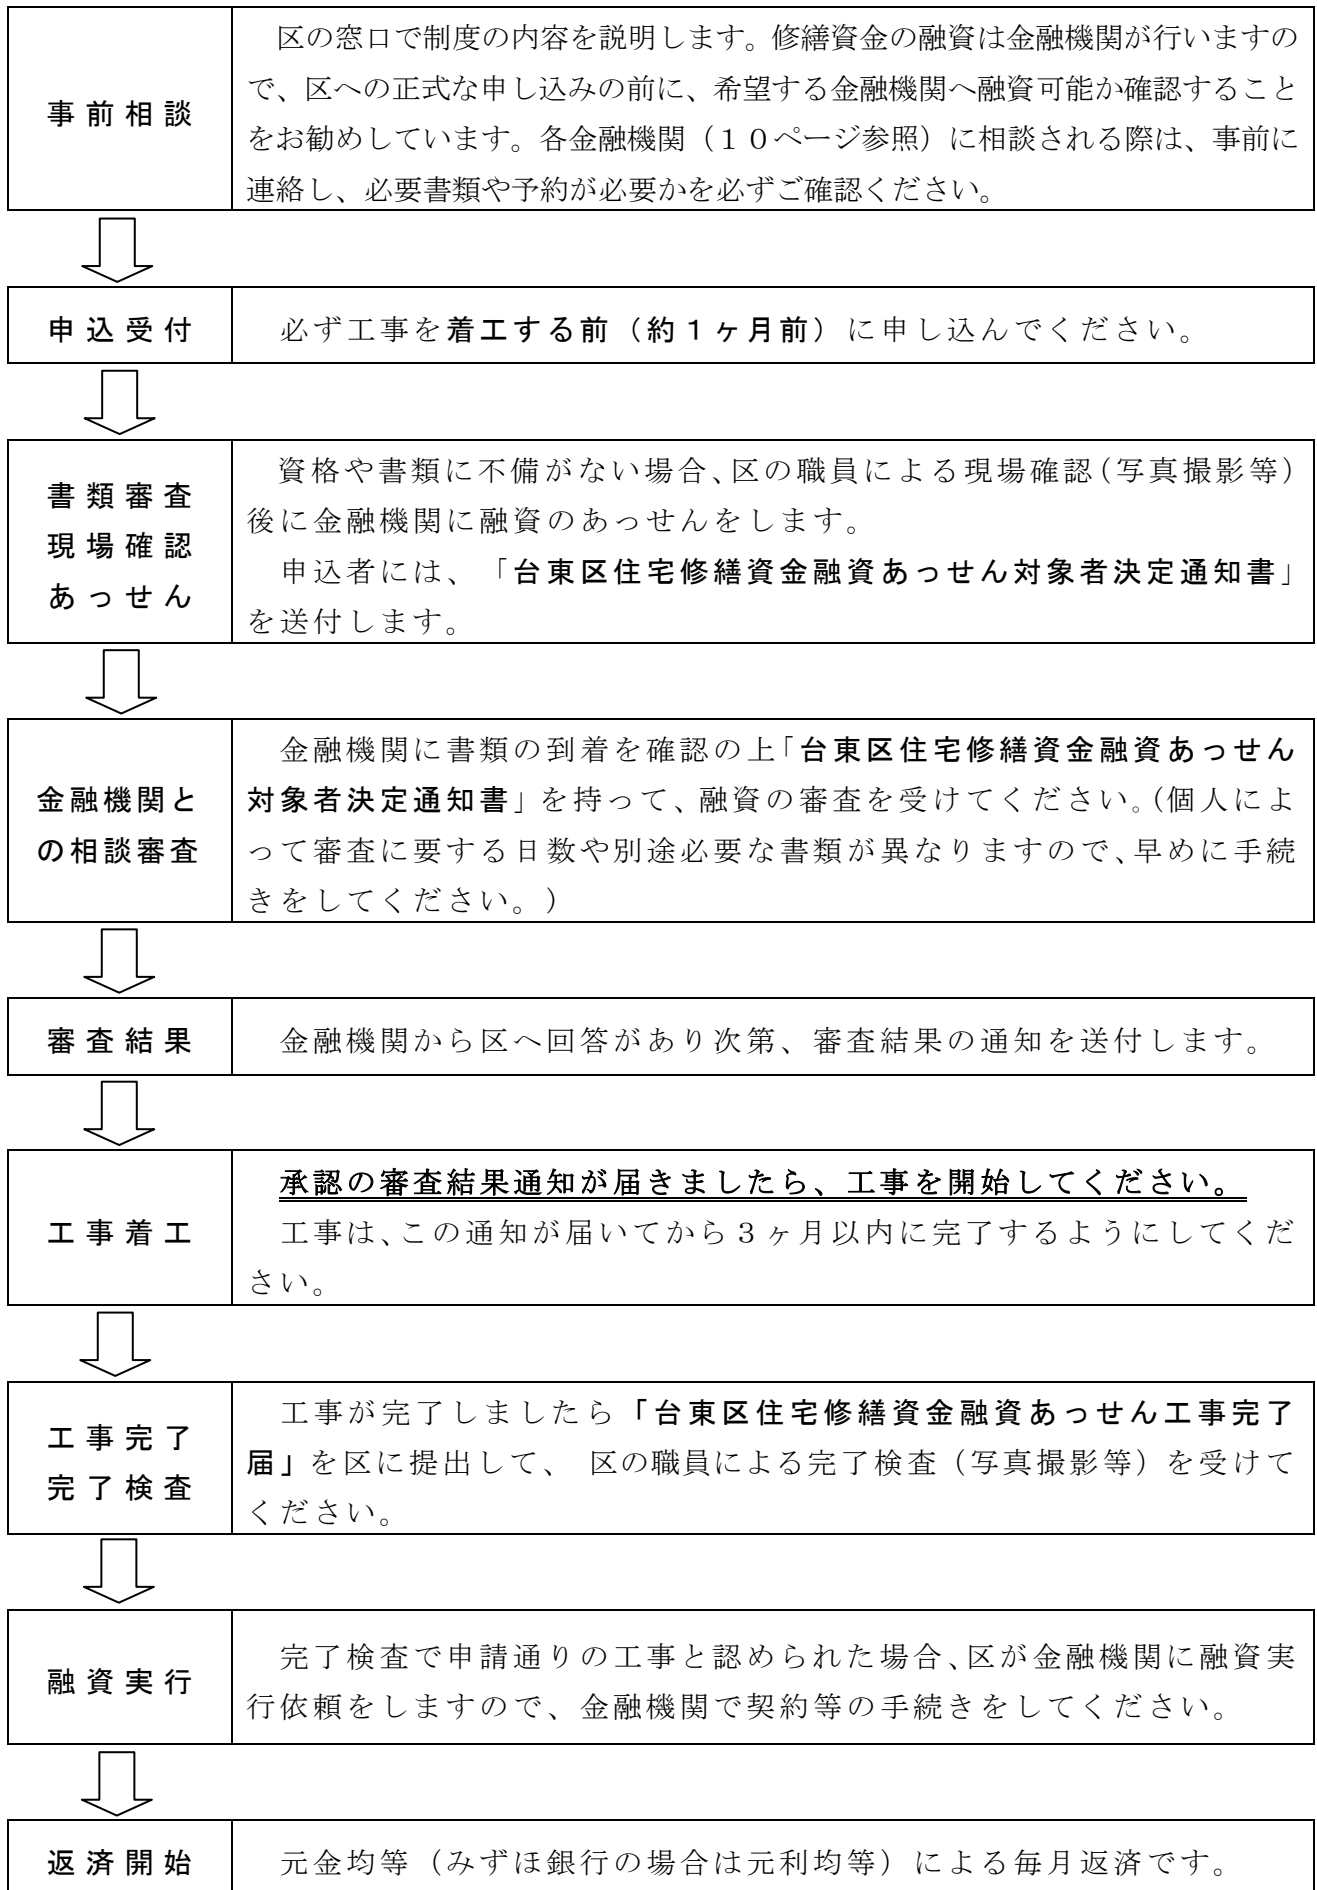 事前相談
区の窓口で制度の内容を説明します。修繕資金の融資は金融機関が行いますの
で、区への正式な申し込みの前に、希望する金融機関へ融資可能か確認すること
をお勧めしています。各金融機関（１０ページ参照）に相談される際は、事前に
連絡し、必要書類や予約が必要かを必ずご確認ください。
申込受付
必ず工事を着工する前（約１ヶ月前）に申し込んでください。
書類審査
現場確認
あっせん
資格や書類に不備がない場合、区の職員による現場確認（写真撮影等）
後に金融機関に融資のあっせんをします。
申込者には、「台東区住宅修繕資金融資あっせん対象者決定通知書」
を送付します。
金融機関と
の相談審査
金融機関に書類の到着を確認の上「台東区住宅修繕資金融資あっせん
対象者決定通知書」を持って、融資の審査を受けてください。（個人によ
って審査に要する日数や別途必要な書類が異なりますので、早めに手続
きをしてください。）
審査結果
金融機関から区へ回答があり次第、審査結果の通知を送付します。
工事着工
承認の審査結果通知が届きましたら、工事を開始してください。
工事は、この通知が届いてから３ヶ月以内に完了するようにしてくだ
さい。
工事完了
完了検査
工事が完了しましたら「台東区住宅修繕資金融資あっせん工事完了
届」を区に提出して、 区の職員による完了検査（写真撮影等）を受けて
ください。
融資実行
完了検査で申請通りの工事と認められた場合、区が金融機関に融資実
行依頼をしますので、金融機関で契約等の手続きをしてください。
返済開始
元金均等（みずほ銀行の場合は元利均等）による毎月返済です。